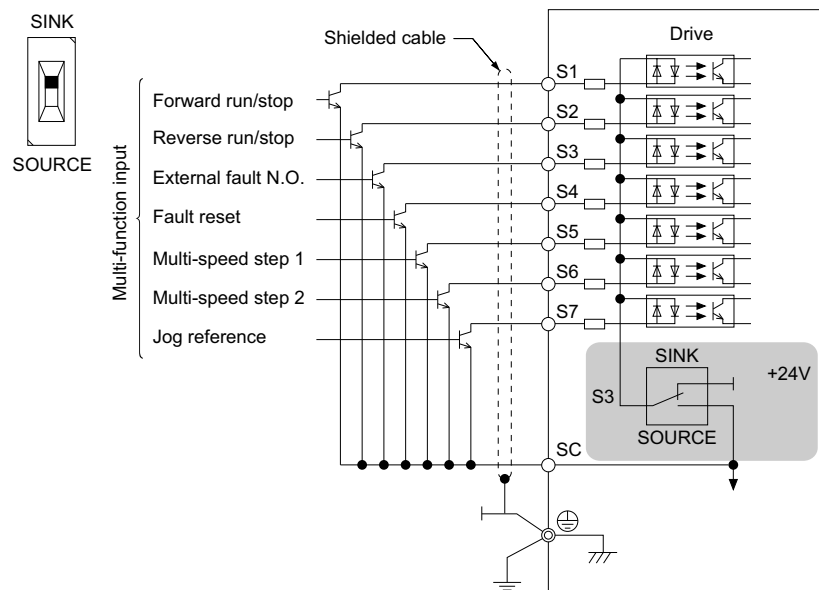 SINK
SOURCE
Shielded cable
Drive
Multi-function input
Forward run/stop
Reverse run/stop
External fault N.O.
Fault reset
Multi-speed step 1
Multi-speed step 2
Jog reference
S1
S2
S3
S4
S5
S6
S7
SINK
+24V
S3
SOURCE
SC